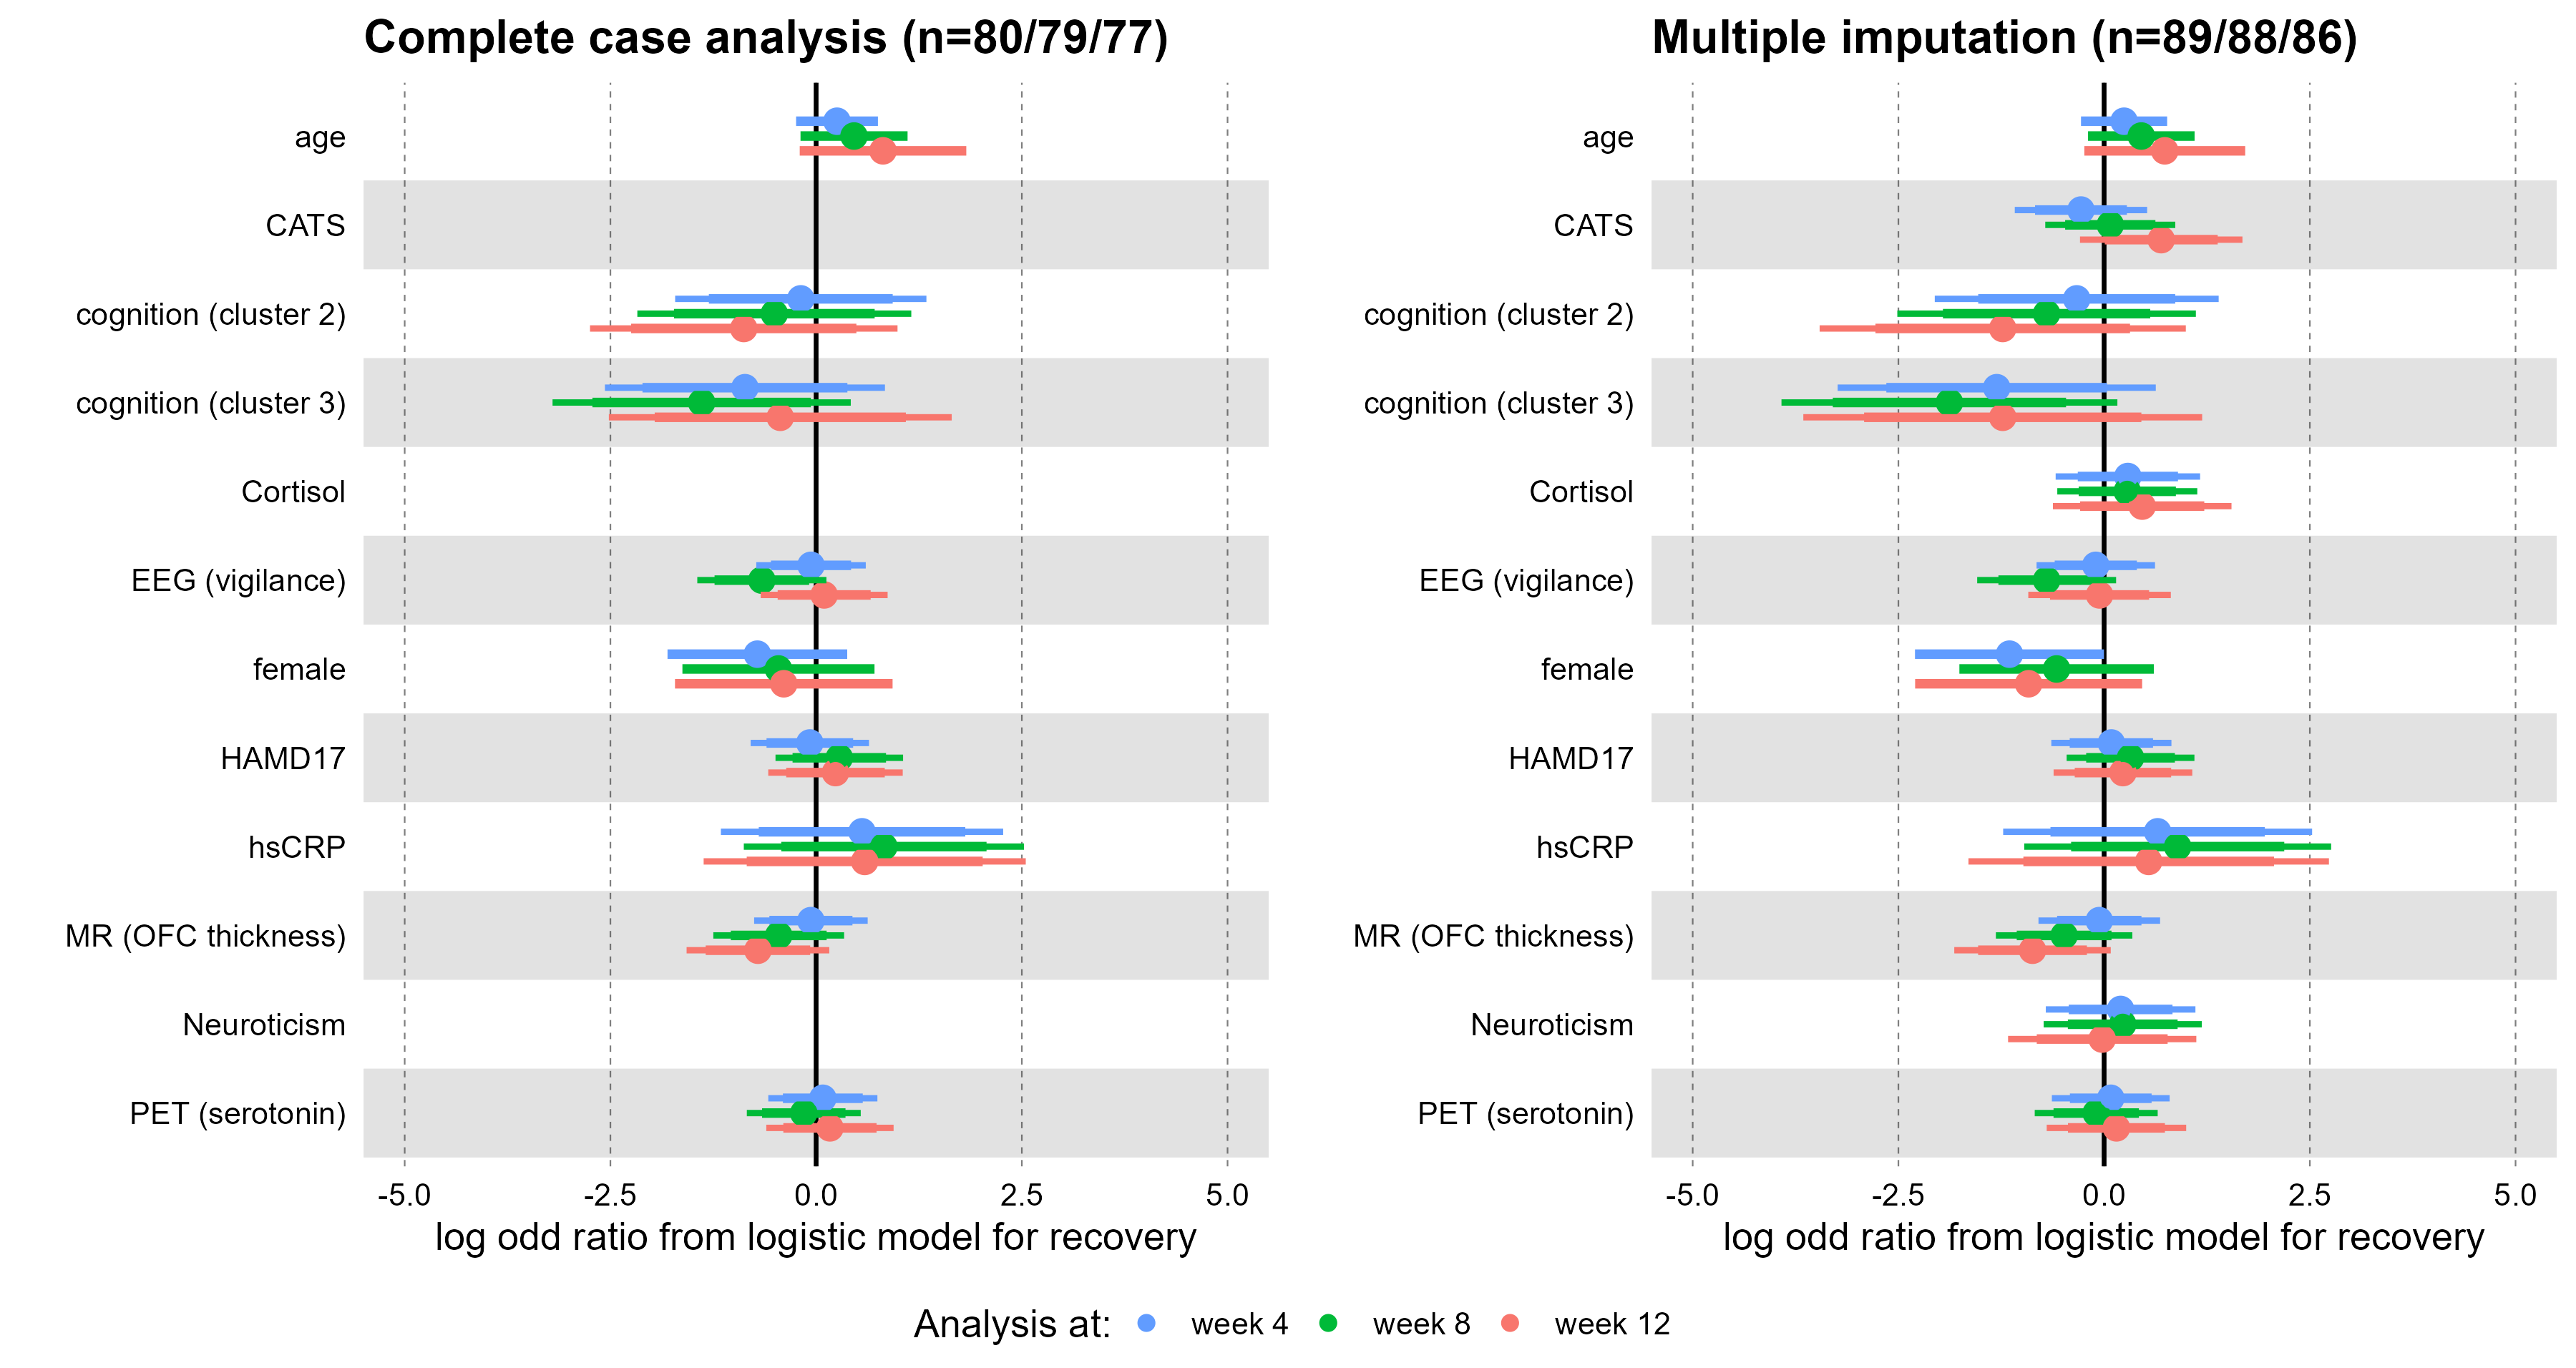 Complete case analysis (n=80/79/77)
age
CATS
cognition (cluster 2)
cognition (cluster 3)
Cortisol
EEG (vigilance)
female
HAMD17
hsCRP
MR (OFC thickness)
Neuroticism
PET (serotonin)
-5.0 -2.5 0.0 2.5 5.0
log odd ratio from logistic model for recovery
Multiple imputation (n=89/88/86)
age
CATS
cognition (cluster 2)
cognition (cluster 3)
Cortisol
EEG (vigilance)
female
HAMD17
hsCRP
MR (OFC thickness)
Neuroticism
PET (serotonin)
-5.0 -2.5 0.0 2.5 5.0
log odd ratio from logistic model for recovery
Analysis at: week 4 week 8 week 12